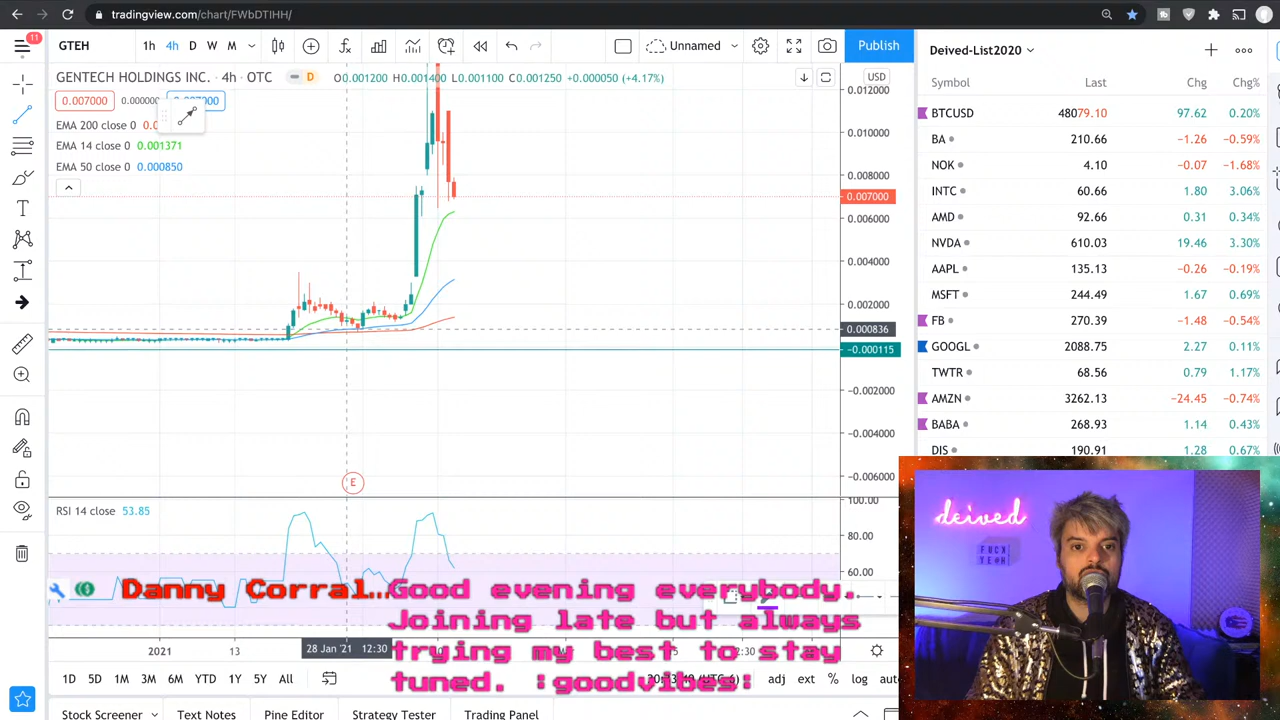 tradingview.com/chart/FWbDTIHH/
11
GTEH
1h 4h D W M
Unnamed
Publish
GENTECH HOLDINGS INC. · 4h · OTC
D
O0.001200 H0.001400 L0.001100 C0.001250 +0.000050 (+4.17%)
USD
0.007000
0.000000
0.007000
EMA 200 close 0
EMA 14 close 0 0.001371
EMA 50 close 0 0.000850
0.012000
0.010000
0.008000
0.007000
0.006000
0.004000
0.002000
0.000836
−0.000115
−0.002000
−0.004000
−0.006000
E
RSI 14 close 53.85
100.00
80.00
60.00
Danny Corral
Good evening everybody.
Joining late but always
trying my best to stay
tuned. :goodvibes:
2021
13
28 Jan '21 12:30
12:30
1D 5D 1M 3M 6M YTD 1Y 5Y All
adj ext % log
Stock Screener Text Notes Pine Editor Strategy Tester Trading Panel
Deived-List2020
Symbol Last Chg Chg%
BTCUSD 48079.10 97.62 0.20%
BA 210.66 −1.26 −0.59%
NOK 4.10 −0.07 −1.68%
INTC 60.66 1.80 3.06%
AMD 92.66 0.31 0.34%
NVDA 610.03 19.46 3.30%
AAPL 135.13 −0.26 −0.19%
MSFT 244.49 1.67 0.69%
FB 270.39 −1.48 −0.54%
GOOGL 2088.75 2.27 0.11%
TWTR 68.56 0.79 1.17%
AMZN 3262.13 −24.45 −0.74%
BABA 268.93 1.14 0.43%
DIS 190.91 1.28 0.67%
deived
FUCK
YEAH